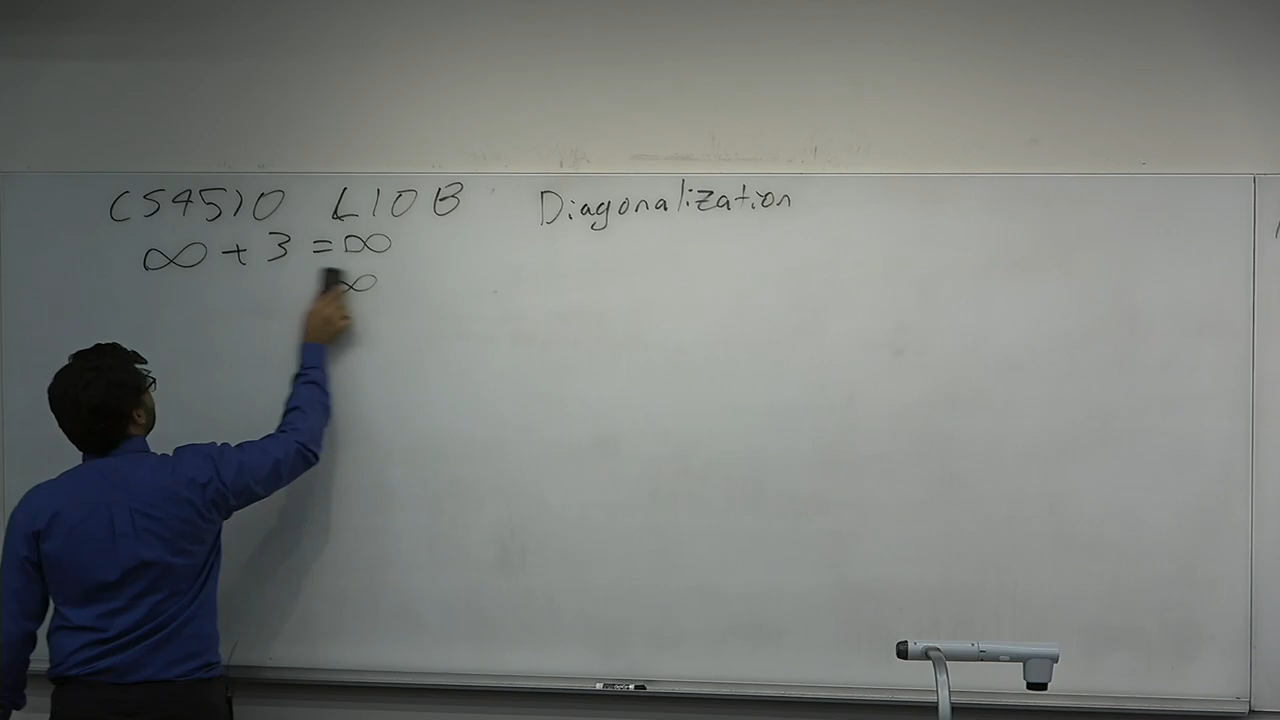 CS4510 L10B Diagonalization
∞ + 3 = ∞
∞